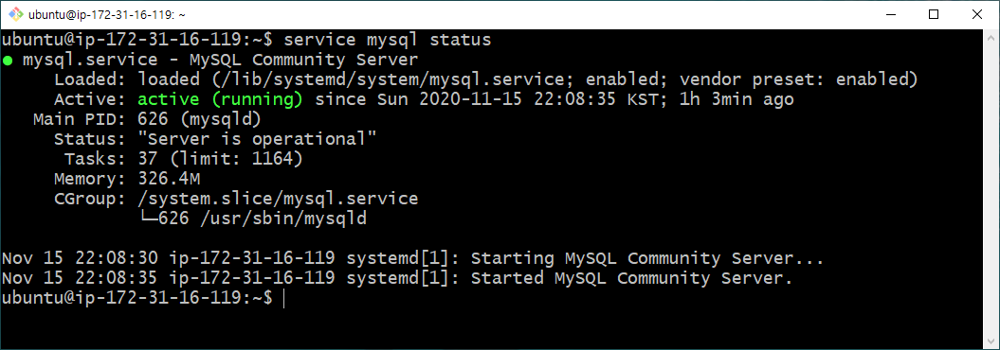 ubuntu@ip-172-31-16-119: ~
ubuntu@ip-172-31-16-119:~$ service mysql status
● mysql.service - MySQL Community Server
     Loaded: loaded (/lib/systemd/system/mysql.service; enabled; vendor preset: enabled)
     Active: active (running) since Sun 2020-11-15 22:08:35 KST; 1h 3min ago
   Main PID: 626 (mysqld)
     Status: "Server is operational"
      Tasks: 37 (limit: 1164)
     Memory: 326.4M
     CGroup: /system.slice/mysql.service
             └─626 /usr/sbin/mysqld
Nov 15 22:08:30 ip-172-31-16-119 systemd[1]: Starting MySQL Community Server...
Nov 15 22:08:35 ip-172-31-16-119 systemd[1]: Started MySQL Community Server.
ubuntu@ip-172-31-16-119:~$